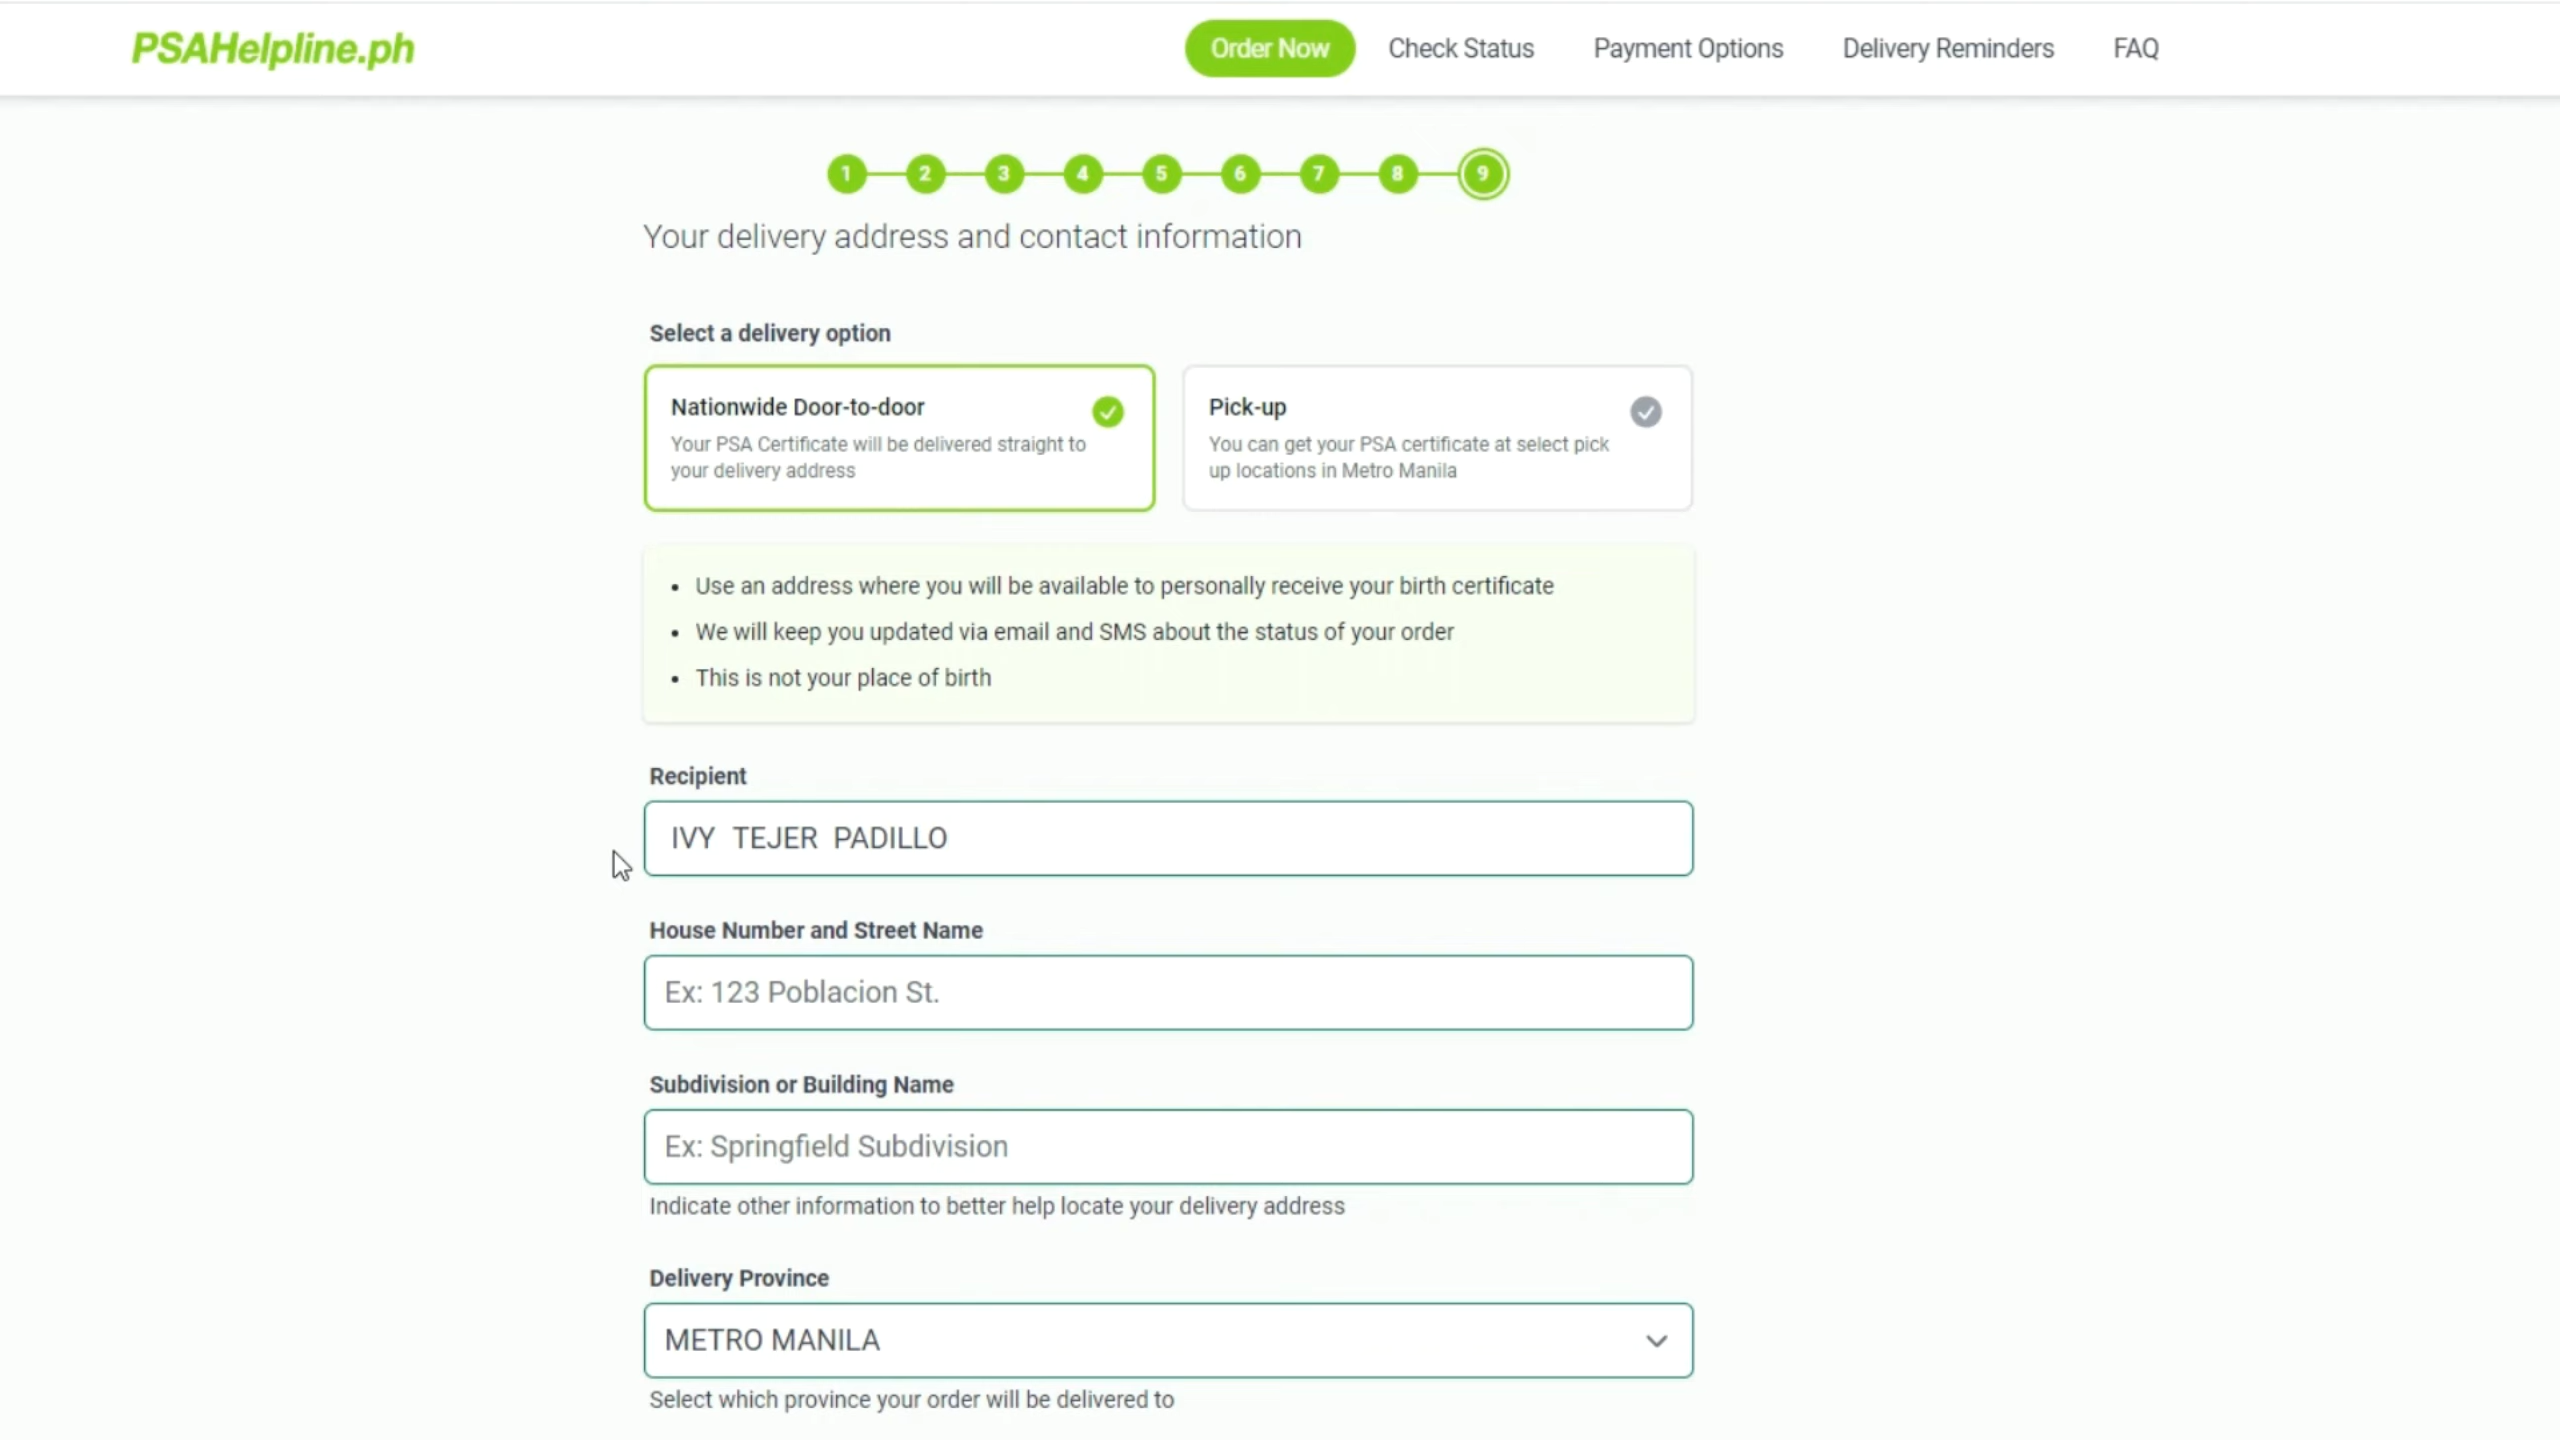 PSAHelpline.ph
Order Now
Check Status
Payment Options
Delivery Reminders
FAQ
1 2 3 4 5 6 7 8 9
Your delivery address and contact information
Select a delivery option
Nationwide Door-to-door
Your PSA Certificate will be delivered straight to
your delivery address
Pick-up
You can get your PSA certificate at select pick
up locations in Metro Manila
• Use an address where you will be available to personally receive your birth certificate
• We will keep you updated via email and SMS about the status of your order
• This is not your place of birth
Recipient
IVY TEJER PADILLO
House Number and Street Name
Ex: 123 Poblacion St.
Subdivision or Building Name
Ex: Springfield Subdivision
Indicate other information to better help locate your delivery address
Delivery Province
METRO MANILA
Select which province your order will be delivered to